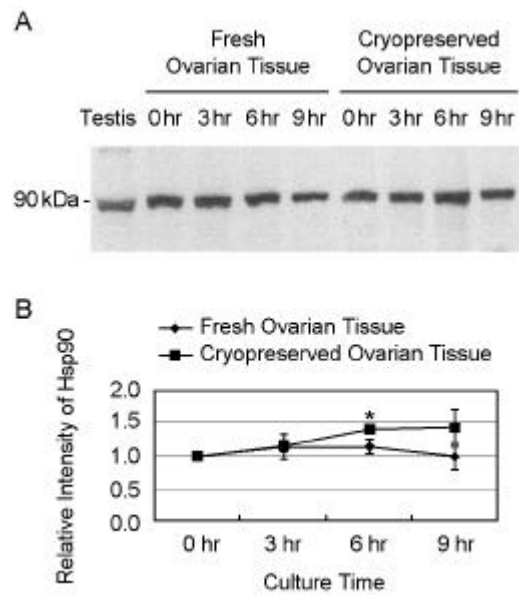 A
Fresh
Ovarian Tissue
Cryopreserved
Ovarian Tissue
Testis 0hr 3hr 6hr 9hr 0hr 3hr 6hr 9hr
90kDa-
B
Fresh Ovarian Tissue
Cryopreserved Ovarian Tissue
Relative Intensity of Hsp90
2.0
1.5
1.0
0.5
0.0
*
0 hr 3 hr 6 hr 9 hr
Culture Time